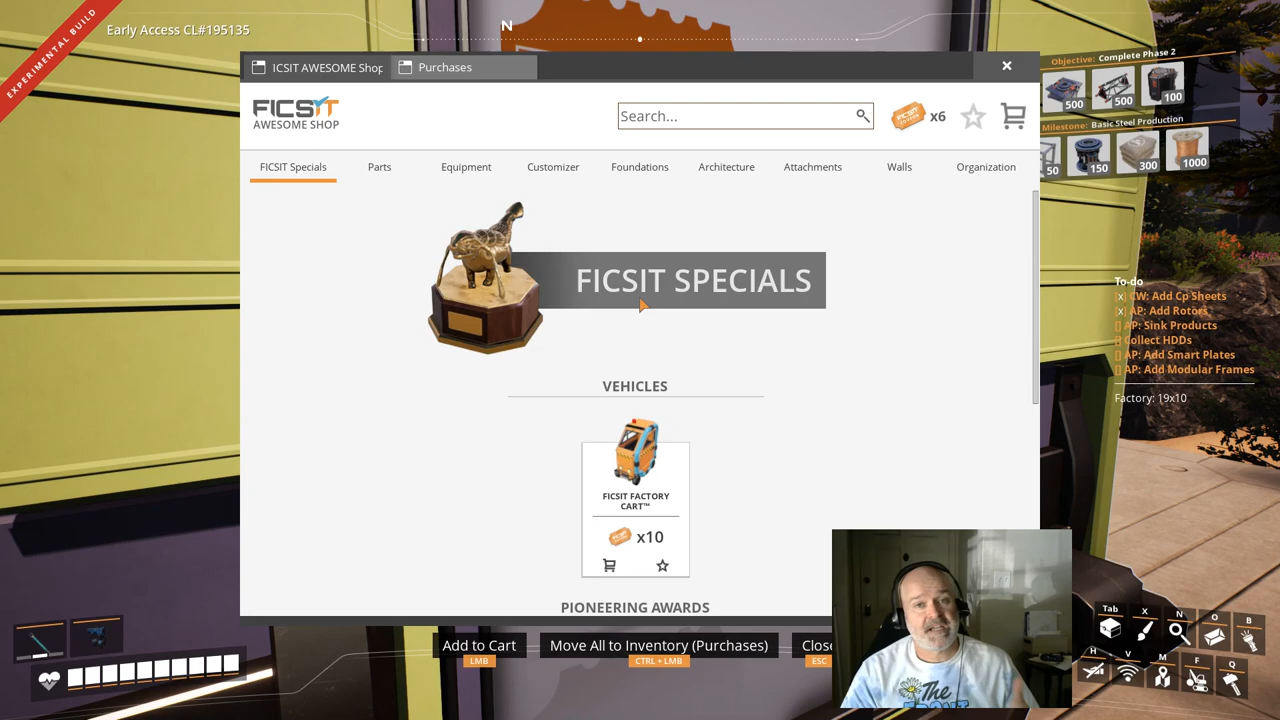 EXPERIMENTAL BUILD
Early Access CL#195135
N
ICSIT AWESOME Shop
Purchases
FICSIT
AWESOME SHOP
Search...
x6
FICSIT Specials
Parts
Equipment
Customizer
Foundations
Architecture
Attachments
Walls
Organization
FICSIT SPECIALS
VEHICLES
FICSIT FACTORY
CART™
x10
PIONEERING AWARDS
Add to Cart
LMB
Move All to Inventory (Purchases)
CTRL + LMB
Close
ESC
Objective: Complete Phase 2
500
500
100
Milestone: Basic Steel Production
50
150
300
1000
To-do
[x] CW: Add Cp Sheets
[x] AP: Add Rotors
[] AP: Sink Products
[] Collect HDDs
[] AP: Add Smart Plates
[] AP: Add Modular Frames
Factory: 19x10
Tab
X
N
O
B
H
V
M
F
Q
The